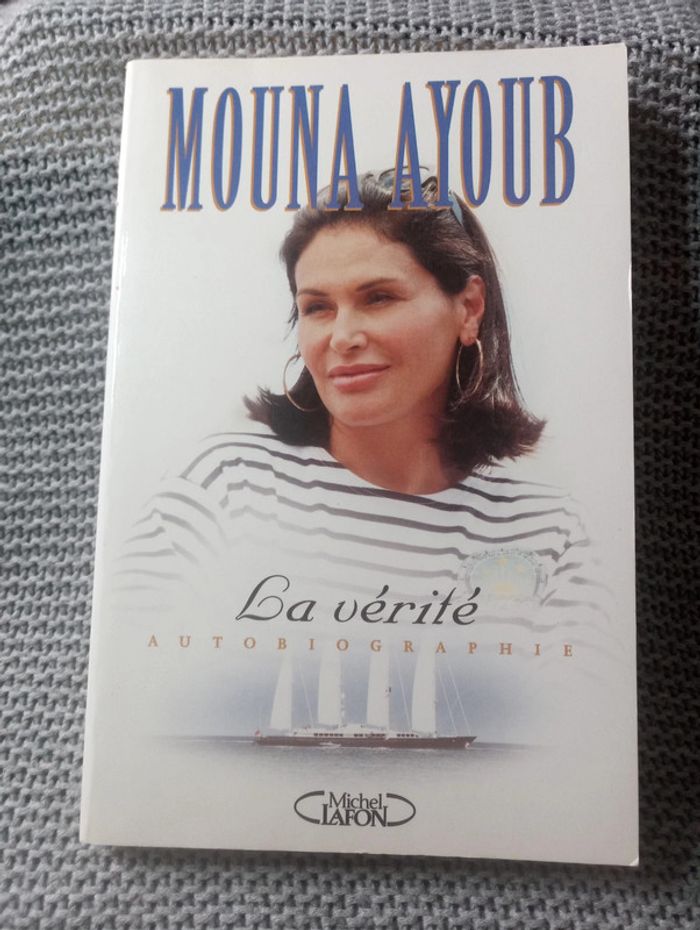 MOUNA AYOUB
La vérité
AUTOBIOGRAPHIE
Michel
LAFON